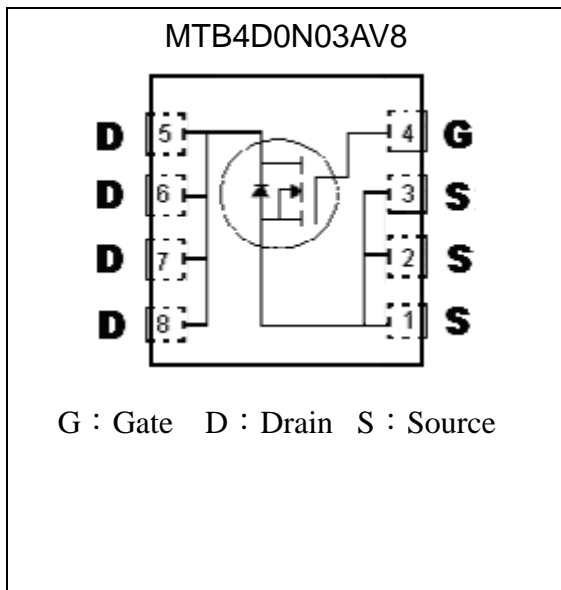 MTB4D0N03AV8
D 5 4 G
D 6 3 S
D 7 2 S
D 8 1 S
G：Gate D：Drain S：Source